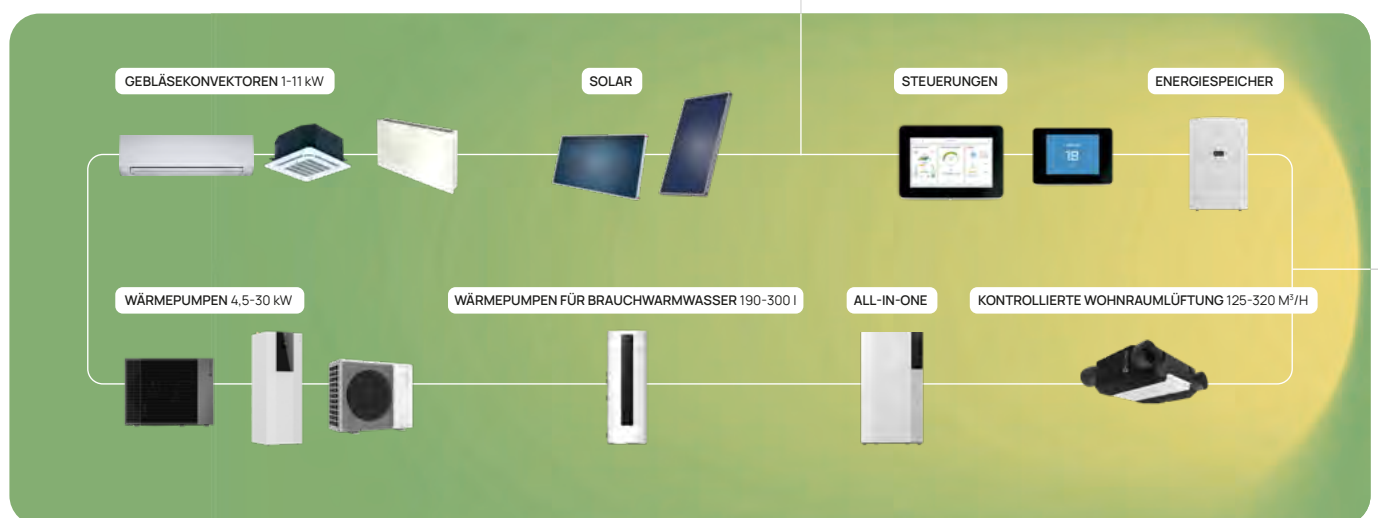 GEBLÄSEKONVEKTOREN 1-11 kW
SOLAR
STEUERUNGEN
ENERGIESPEICHER
19
WÄRMEPUMPEN 4,5-30 kW
WÄRMEPUMPEN FÜR BRAUCHWARMWASSER 190-300 l
ALL-IN-ONE
KONTROLLIERTE WOHNRAUMLÜFTUNG 125-320 M³/H